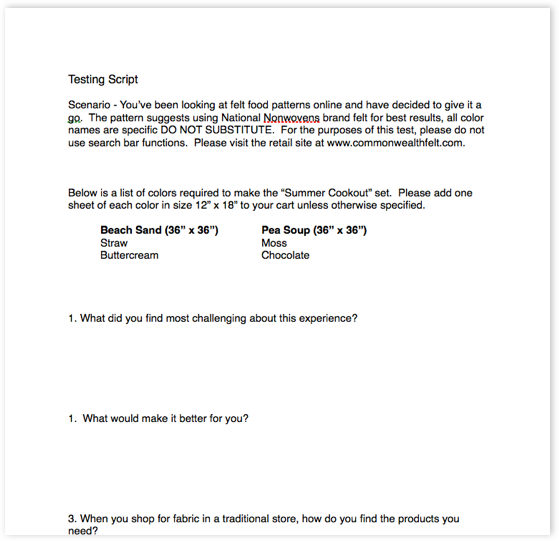 Testing Script
Scenario - You've been looking at felt food patterns online and have decided to give it a
go.  The pattern suggests using National Nonwovens brand felt for best results, all color
names are specific DO NOT SUBSTITUTE.  For the purposes of this test, please do not
use search bar functions.  Please visit the retail site at www.commonwealthfelt.com.
Below is a list of colors required to make the “Summer Cookout” set.  Please add one
sheet of each color in size 12” x 18” to your cart unless otherwise specified.
Beach Sand (36” x 36”) Pea Soup (36” x 36”)
Straw Moss
Buttercream Chocolate
1. What did you find most challenging about this experience?
1.  What would make it better for you?
3. When you shop for fabric in a traditional store, how do you find the products you
need?